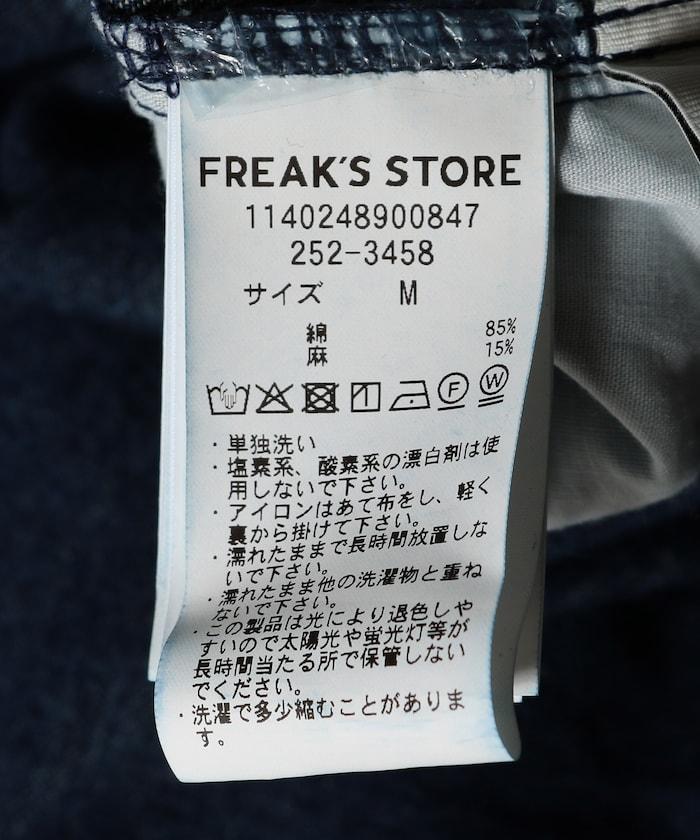 FREAK'S STORE
1140248900847
252-3458
サイズ M
綿 85%
麻 15%
F W
・単独洗い
・塩素系、酸素系の漂白剤は使
用しないで下さい。
・アイロンはあて布をし、軽く
裏から掛けて下さい。
・濡れたままで長時間放置しな
いで下さい。
・濡れたまま他の洗濯物と重ね
ないで下さい。
・この製品は光により退色しや
すいので太陽光や蛍光灯等が
長時間当たる所で保管しない
でください。
・洗濯で多少縮むことがありま
す。